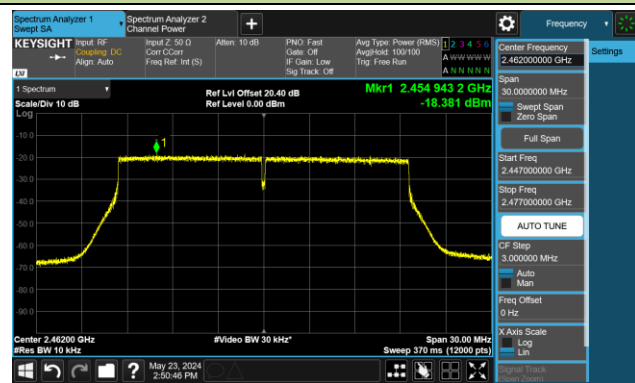 Spectrum Analyzer 1
Swept SA
Spectrum Analyzer 2
Channel Power
Frequency
KEYSIGHT
Input: RF
Coupling: DC
Align: Auto
Input Z: 50 Ω
Corr CCorr
Freq Ref: Int (S)
Atten: 10 dB
PNO: Fast
Gate: Off
IF Gain: Low
Sig Track: Off
Avg Type: Power (RMS)
Avg|Hold: 100/100
Trig: Free Run
1 2 3 4 5 6
A W W W W W
A N N N N N
LXI
1 Spectrum
Scale/Div 10 dB
Log
Ref Lvl Offset 20.40 dB
Ref Level 0.00 dBm
Mkr1 2.454 943 2 GHz
-18.381 dBm
1
-10.0
-20.0
-30.0
-40.0
-50.0
-60.0
-70.0
-80.0
-90.0
Center 2.46200 GHz
#Res BW 10 kHz
#Video BW 30 kHz*
Span 30.00 MHz
Sweep 370 ms (12000 pts)
May 23, 2024
2:50:46 PM
Center Frequency
2.462000000 GHz
Settings
Span
30.0000000 MHz
Swept Span
Zero Span
Full Span
Start Freq
2.447000000 GHz
Stop Freq
2.477000000 GHz
AUTO TUNE
CF Step
3.000000 MHz
Auto
Man
Freq Offset
0 Hz
X Axis Scale
Log
Lin
Signal Track
(Span Zoom)